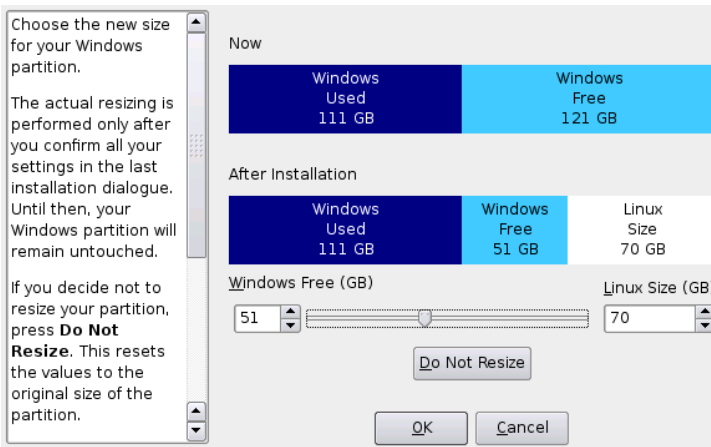 Choose the new size
for your Windows
partition.
The actual resizing is
performed only after
you confirm all your
settings in the last
installation dialogue.
Until then, your
Windows partition will
remain untouched.
If you decide not to
resize your partition,
press Do Not
Resize. This resets
the values to the
original size of the
partition.
Now
Windows
Used
111 GB
Windows
Free
121 GB
After Installation
Windows
Used
111 GB
Windows
Free
51 GB
Linux
Size
70 GB
Windows Free (GB)
Linux Size (GB
51
70
Do Not Resize
OK
Cancel